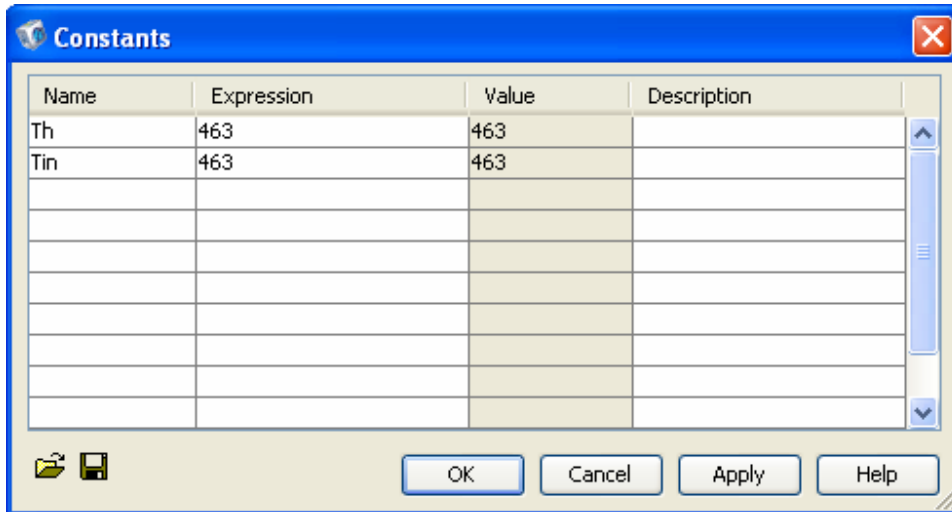 Constants
Name Expression Value Description
Th 463 463
Tin 463 463
OK Cancel Apply Help